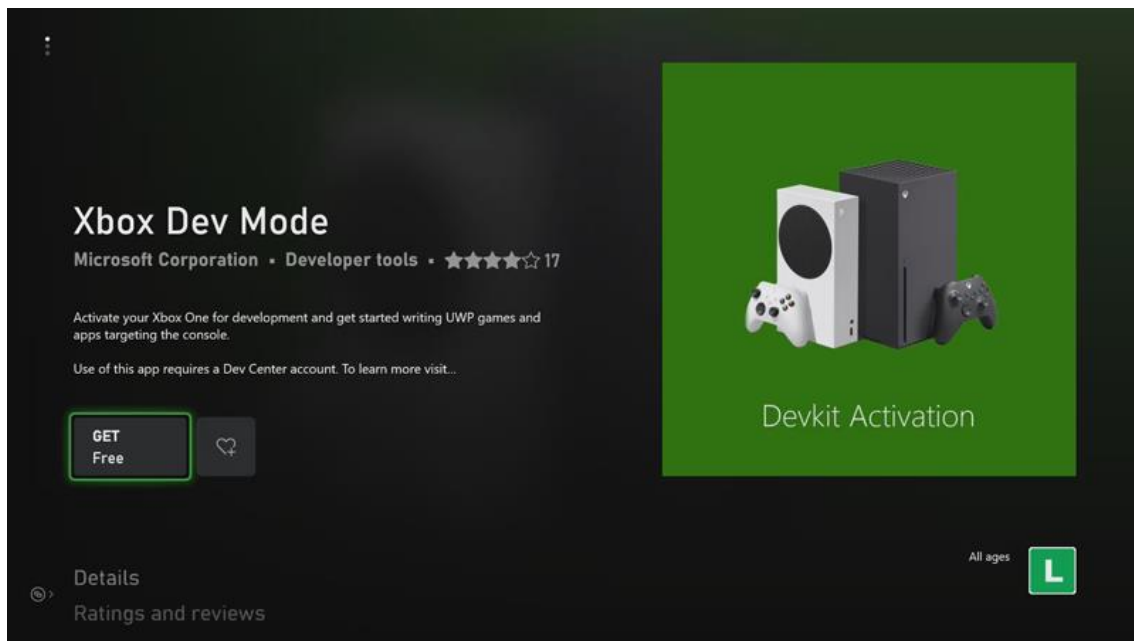 Xbox Dev Mode
Microsoft Corporation ▪ Developer tools ▪ 17
Activate your Xbox One for development and get started writing UWP games and
apps targeting the console.
Use of this app requires a Dev Center account. To learn more visit...
GET
Free
Devkit Activation
All ages
L
Details
Ratings and reviews